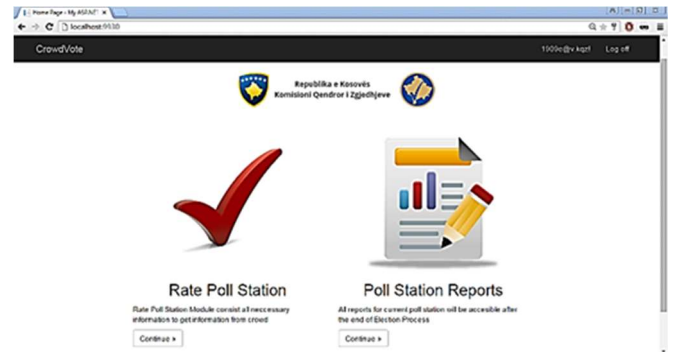 Home Page - My ASP.NET
localhost:9930
CrowdVote
Log off
Republika e Kosovës
Komisioni Qendror i Zgjedhjeve
Rate Poll Station
Rate Poll Station Module consist all neccessary
information to get information from crowd
Continue »
Poll Station Reports
All reports for current poll station will be accesible after
the end of Election Process
Continue »